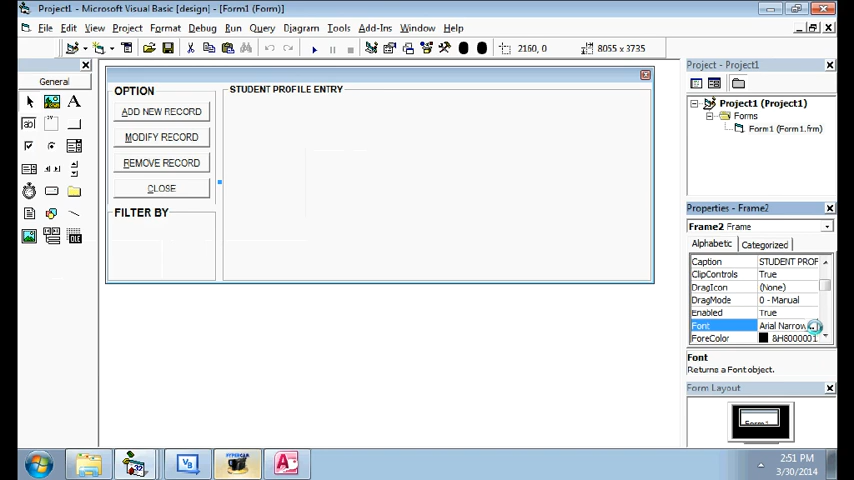 Project1 - Microsoft Visual Basic [design] - [Form1 (Form)]
File Edit View Project Format Debug Run Query Diagram Tools Add-Ins Window Help
2160, 0 8055 x 3735
General
OPTION
ADD NEW RECORD
MODIFY RECORD
REMOVE RECORD
CLOSE
FILTER BY
STUDENT PROFILE ENTRY
Project - Project1
Project1 (Project1)
Forms
Form1 (Form1.frm)
Properties - Frame2
Frame2 Frame
Alphabetic Categorized
Caption STUDENT PROF
ClipControls True
DragIcon (None)
DragMode 0 - Manual
Enabled True
Font Arial Narrow
ForeColor &H8000001
Font
Returns a Font object.
Form Layout
Form1
2:51 PM
3/30/2014